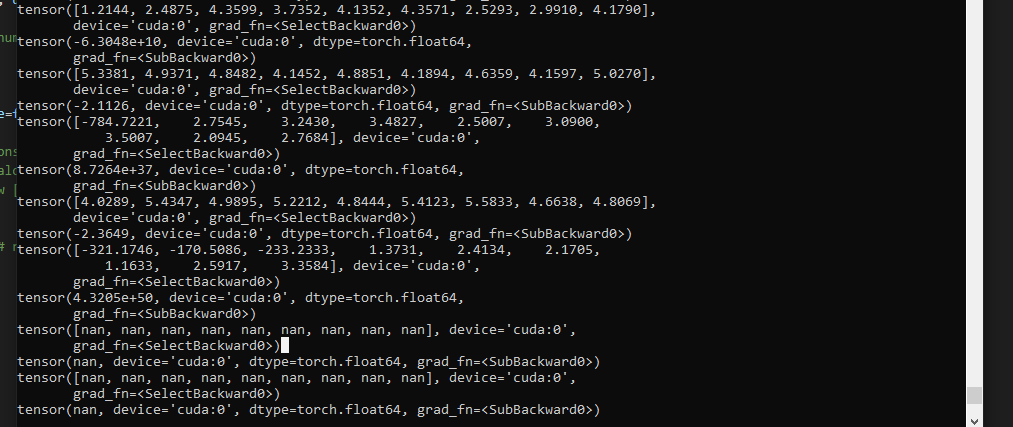 tensor([1.2144, 2.4875, 4.3599, 3.7352, 4.1352, 4.3571, 2.5293, 2.9910, 4.1790],
device='cuda:0', grad_fn=<SelectBackward0>)
tensor(-6.3048e+10, device='cuda:0', dtype=torch.float64,
grad_fn=<SubBackward0>)
tensor([5.3381, 4.9371, 4.8482, 4.1452, 4.8851, 4.1894, 4.6359, 4.1597, 5.0270],
device='cuda:0', grad_fn=<SelectBackward0>)
tensor(-2.1126, device='cuda:0', dtype=torch.float64, grad_fn=<SubBackward0>)
tensor([-784.7221, 2.7545, 3.2430, 3.4827, 2.5007, 3.0900,
3.5007, 2.0945, 2.7684], device='cuda:0',
grad_fn=<SelectBackward0>)
tensor(8.7264e+37, device='cuda:0', dtype=torch.float64,
grad_fn=<SubBackward0>)
tensor([4.0289, 5.4347, 4.9895, 5.2212, 4.8444, 5.4123, 5.5833, 4.6638, 4.8069],
device='cuda:0', grad_fn=<SelectBackward0>)
tensor(-2.3649, device='cuda:0', dtype=torch.float64, grad_fn=<SubBackward0>)
tensor([-321.1746, -170.5086, -233.2333, 1.3731, 2.4134, 2.1705,
1.1633, 2.5917, 3.3584], device='cuda:0',
grad_fn=<SelectBackward0>)
tensor(4.3205e+50, device='cuda:0', dtype=torch.float64,
grad_fn=<SubBackward0>)
tensor([nan, nan, nan, nan, nan, nan, nan, nan, nan], device='cuda:0',
grad_fn=<SelectBackward0>)
tensor(nan, device='cuda:0', dtype=torch.float64, grad_fn=<SubBackward0>)
tensor([nan, nan, nan, nan, nan, nan, nan, nan, nan], device='cuda:0',
grad_fn=<SelectBackward0>)
tensor(nan, device='cuda:0', dtype=torch.float64, grad_fn=<SubBackward0>)